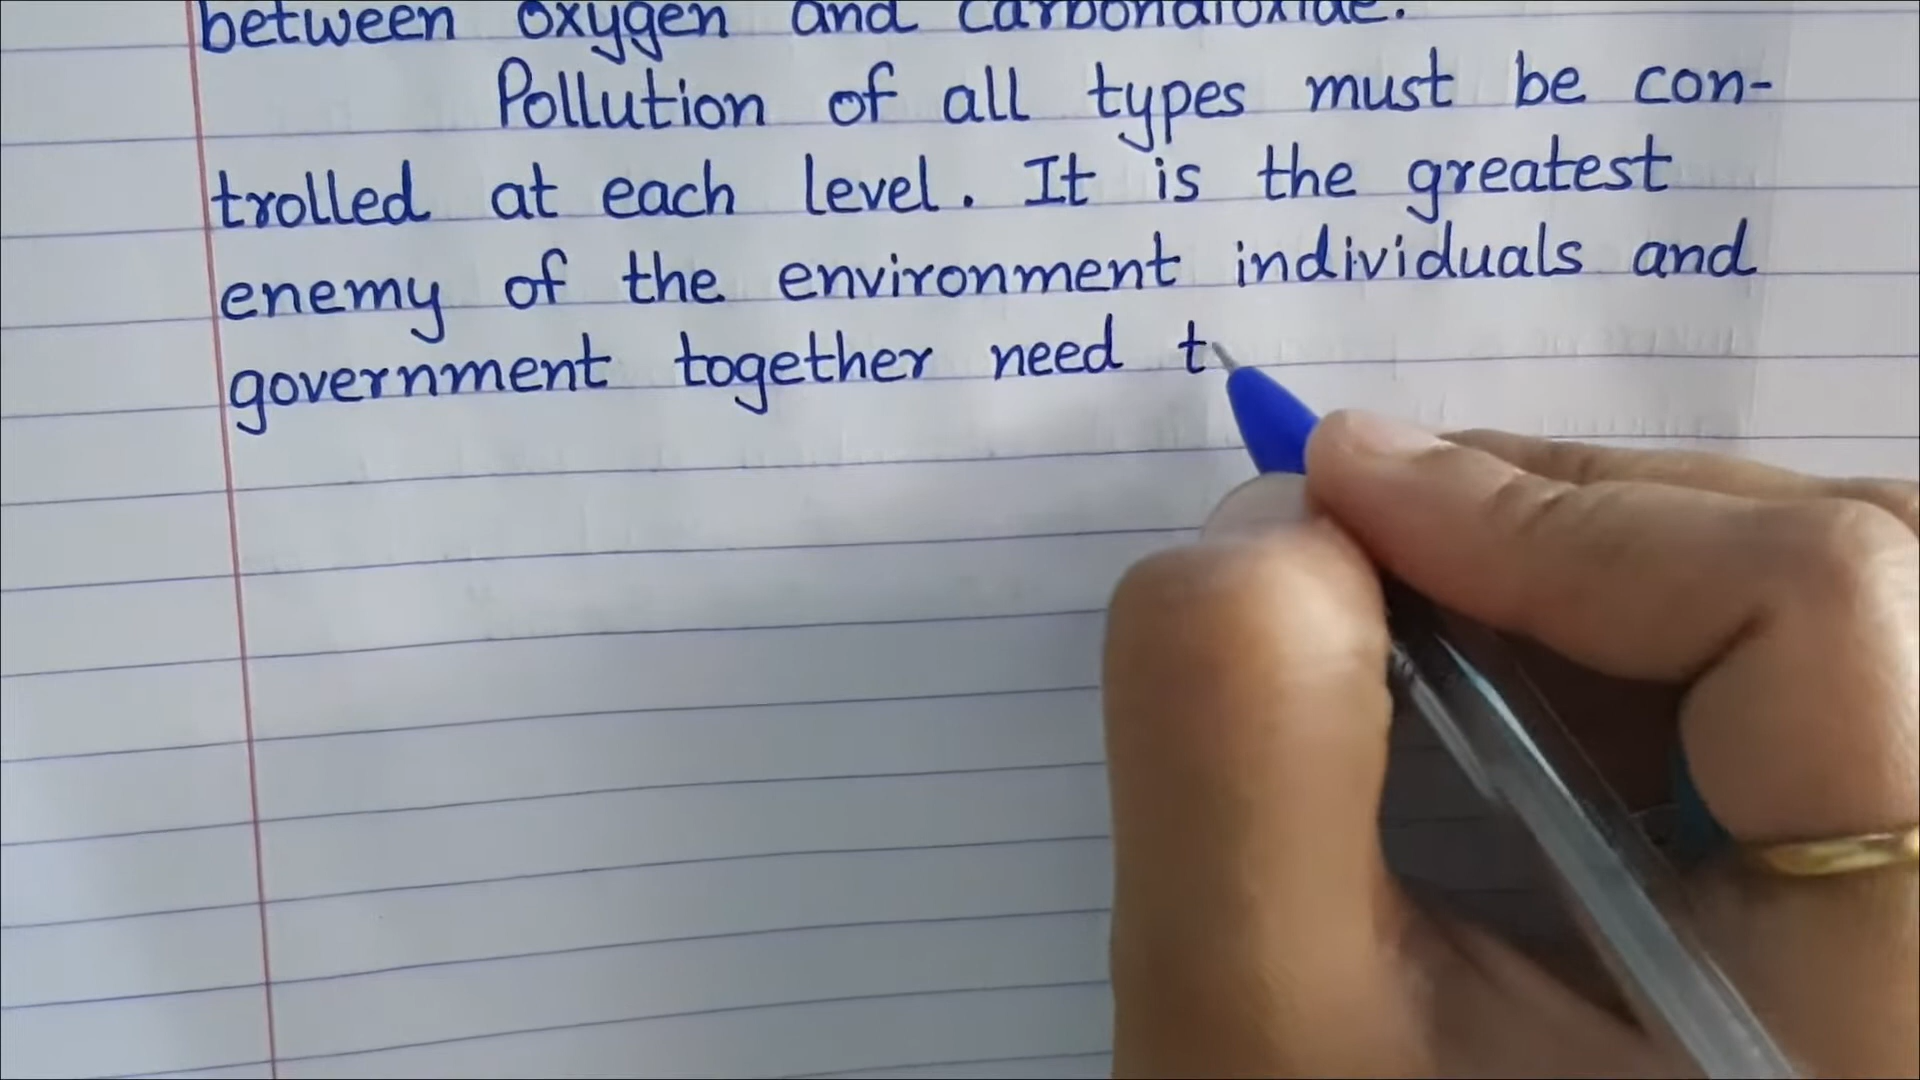 between oxygen and carbondioxide.
Pollution of all types must be con-
trolled at each level. It is the greatest
enemy of the environment individuals and
government together need t